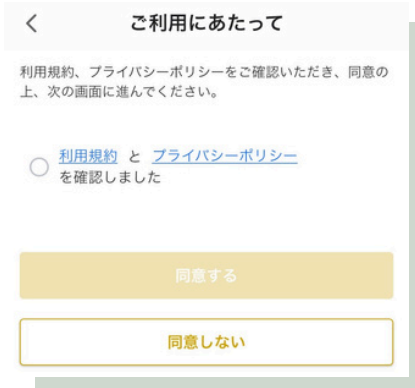 ご利用にあたって
利用規約、プライバシーポリシーをご確認いただき、同意の
上、次の画面に進んでください。
利用規約 と プライバシーポリシー
を確認しました
同意する
同意しない